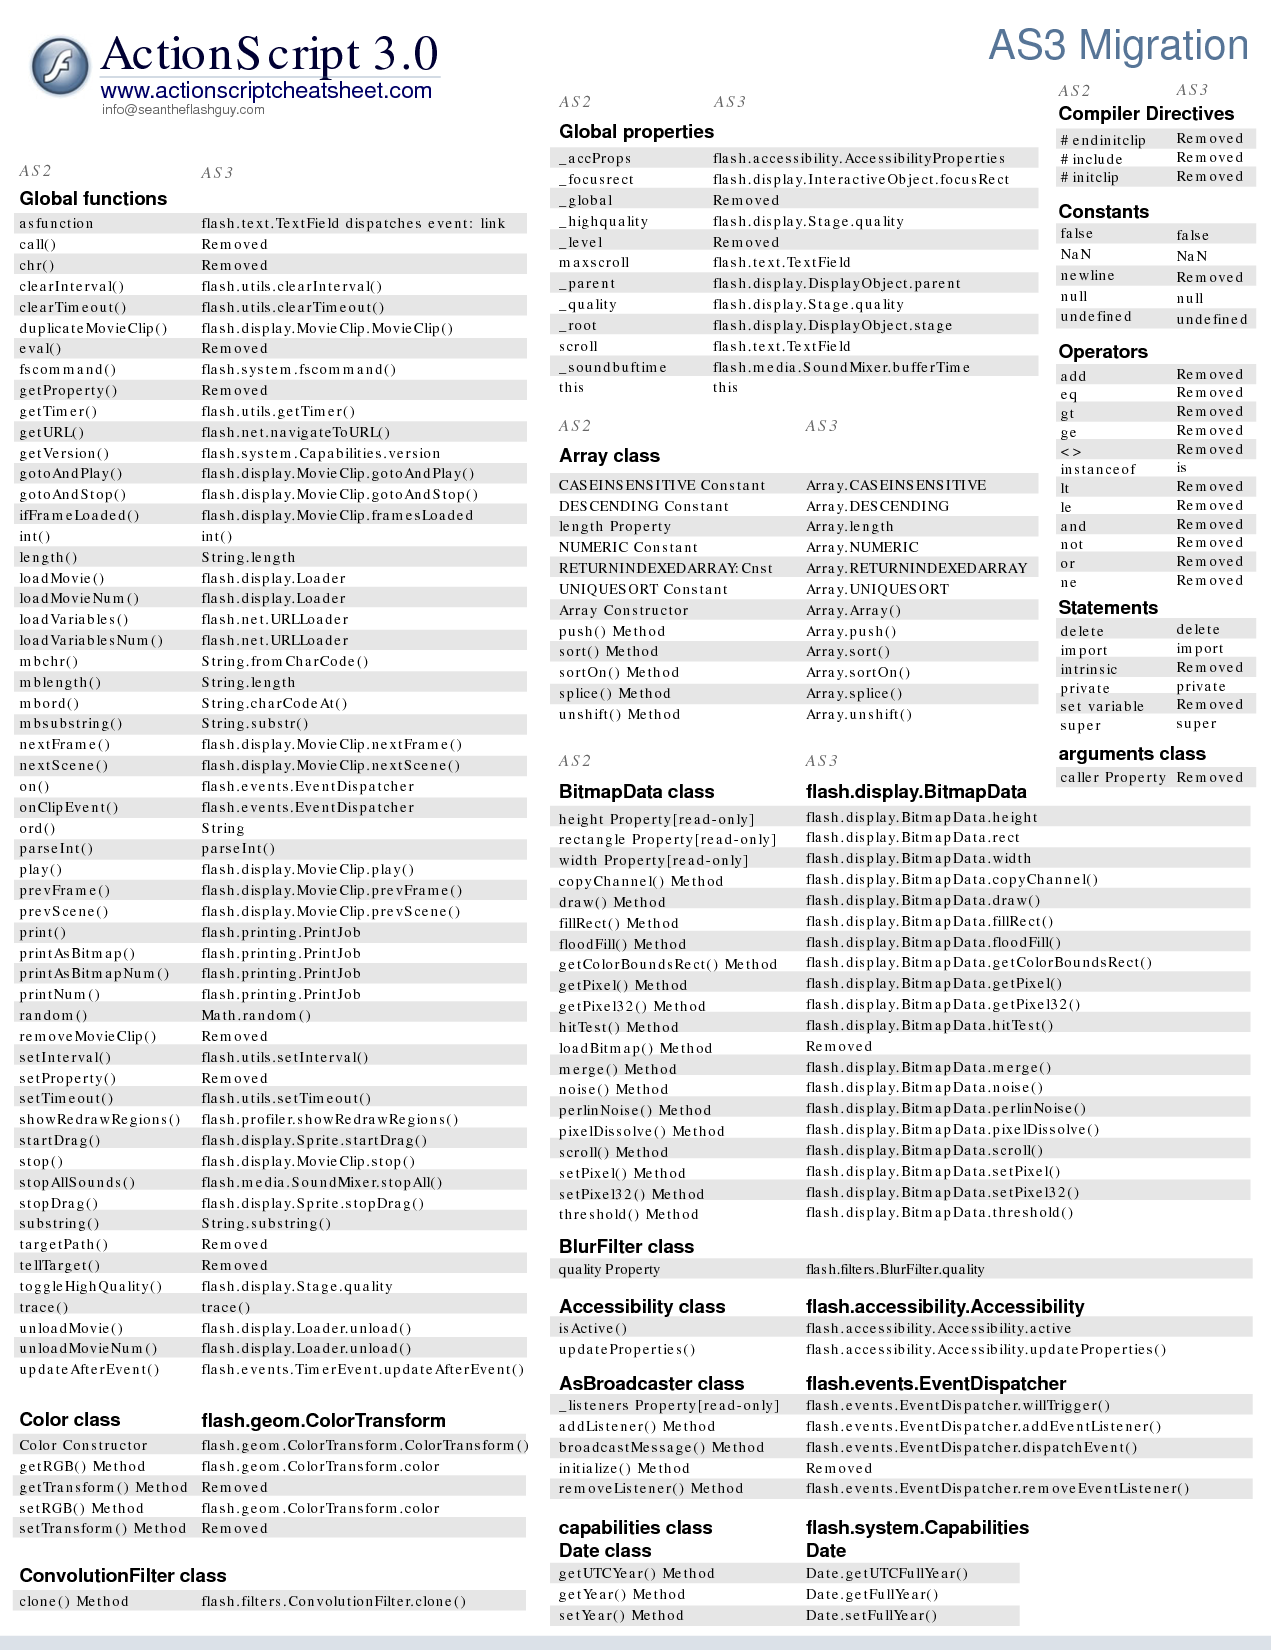 ActionScript 3.0
www.actionscriptcheatsheet.com
info@seantheflashguy.com
AS2 AS3
Global functions
asfunction flash.text.TextField dispatches event: link
call() Removed
chr() Removed
clearInterval() flash.utils.clearInterval()
clearTimeout() flash.utils.clearTimeout()
duplicateMovieClip() flash.display.MovieClip.MovieClip()
eval() Removed
fscommand() flash.system.fscommand()
getProperty() Removed
getTimer() flash.utils.getTimer()
getURL() flash.net.navigateToURL()
getVersion() flash.system.Capabilities.version
gotoAndPlay() flash.display.MovieClip.gotoAndPlay()
gotoAndStop() flash.display.MovieClip.gotoAndStop()
ifFrameLoaded() flash.display.MovieClip.framesLoaded
int() int()
length() String.length
loadMovie() flash.display.Loader
loadMovieNum() flash.display.Loader
loadVariables() flash.net.URLLoader
loadVariablesNum() flash.net.URLLoader
mbchr() String.fromCharCode()
mblength() String.length
mbord() String.charCodeAt()
mbsubstring() String.substr()
nextFrame() flash.display.MovieClip.nextFrame()
nextScene() flash.display.MovieClip.nextScene()
on() flash.events.EventDispatcher
onClipEvent() flash.events.EventDispatcher
ord() String
parseInt() parseInt()
play() flash.display.MovieClip.play()
prevFrame() flash.display.MovieClip.prevFrame()
prevScene() flash.display.MovieClip.prevScene()
print() flash.printing.PrintJob
printAsBitmap() flash.printing.PrintJob
printAsBitmapNum() flash.printing.PrintJob
printNum() flash.printing.PrintJob
random() Math.random()
removeMovieClip() Removed
setInterval() flash.utils.setInterval()
setProperty() Removed
setTimeout() flash.utils.setTimeout()
showRedrawRegions() flash.profiler.showRedrawRegions()
startDrag() flash.display.Sprite.startDrag()
stop() flash.display.MovieClip.stop()
stopAllSounds() flash.media.SoundMixer.stopAll()
stopDrag() flash.display.Sprite.stopDrag()
substring() String.substring()
targetPath() Removed
tellTarget() Removed
toggleHighQuality() flash.display.Stage.quality
trace() trace()
unloadMovie() flash.display.Loader.unload()
unloadMovieNum() flash.display.Loader.unload()
updateAfterEvent() flash.events.TimerEvent.updateAfterEvent()
Color class flash.geom.ColorTransform
Color Constructor flash.geom.ColorTransform.ColorTransform()
getRGB() Method flash.geom.ColorTransform.color
getTransform() Method Removed
setRGB() Method flash.geom.ColorTransform.color
setTransform() Method Removed
ConvolutionFilter class
clone() Method flash.filters.ConvolutionFilter.clone()
AS3 Migration
AS2 AS3
Global properties
_accProps flash.accessibility.AccessibilityProperties
_focusrect flash.display.InteractiveObject.focusRect
_global Removed
_highquality flash.display.Stage.quality
_level Removed
maxscroll flash.text.TextField
_parent flash.display.DisplayObject.parent
_quality flash.display.Stage.quality
_root flash.display.DisplayObject.stage
scroll flash.text.TextField
_soundbuftime flash.media.SoundMixer.bufferTime
this this
AS2 AS3
Array class
CASEINSENSITIVE Constant Array.CASEINSENSITIVE
DESCENDING Constant Array.DESCENDING
length Property Array.length
NUMERIC Constant Array.NUMERIC
RETURNINDEXEDARRAY:Cnst Array.RETURNINDEXEDARRAY
UNIQUESORT Constant Array.UNIQUESORT
Array Constructor Array.Array()
push() Method Array.push()
sort() Method Array.sort()
sortOn() Method Array.sortOn()
splice() Method Array.splice()
unshift() Method Array.unshift()
AS2 AS3
BitmapData class flash.display.BitmapData
height Property[read-only] flash.display.BitmapData.height
rectangle Property[read-only] flash.display.BitmapData.rect
width Property[read-only] flash.display.BitmapData.width
copyChannel() Method flash.display.BitmapData.copyChannel()
draw() Method flash.display.BitmapData.draw()
fillRect() Method flash.display.BitmapData.fillRect()
floodFill() Method flash.display.BitmapData.floodFill()
getColorBoundsRect() Method flash.display.BitmapData.getColorBoundsRect()
getPixel() Method flash.display.BitmapData.getPixel()
getPixel32() Method flash.display.BitmapData.getPixel32()
hitTest() Method flash.display.BitmapData.hitTest()
loadBitmap() Method Removed
merge() Method flash.display.BitmapData.merge()
noise() Method flash.display.BitmapData.noise()
perlinNoise() Method flash.display.BitmapData.perlinNoise()
pixelDissolve() Method flash.display.BitmapData.pixelDissolve()
scroll() Method flash.display.BitmapData.scroll()
setPixel() Method flash.display.BitmapData.setPixel()
setPixel32() Method flash.display.BitmapData.setPixel32()
threshold() Method flash.display.BitmapData.threshold()
BlurFilter class
quality Property flash.filters.BlurFilter.quality
Accessibility class flash.accessibility.Accessibility
isActive() flash.accessibility.Accessibility.active
updateProperties() flash.accessibility.Accessibility.updateProperties()
AsBroadcaster class flash.events.EventDispatcher
_listeners Property[read-only] flash.events.EventDispatcher.willTrigger()
addListener() Method flash.events.EventDispatcher.addEventListener()
broadcastMessage() Method flash.events.EventDispatcher.dispatchEvent()
initialize() Method Removed
removeListener() Method flash.events.EventDispatcher.removeEventListener()
capabilities class flash.system.Capabilities
Date class Date
getUTCYear() Method Date.getUTCFullYear()
getYear() Method Date.getFullYear()
setYear() Method Date.setFullYear()
AS2 AS3
Compiler Directives
#endinitclip Removed
#include Removed
#initclip Removed
Constants
false false
NaN NaN
newline Removed
null null
undefined undefined
Operators
add Removed
eq Removed
gt Removed
ge Removed
<> Removed
instanceof is
lt Removed
le Removed
and Removed
not Removed
or Removed
ne Removed
Statements
delete delete
import import
intrinsic Removed
private private
set variable Removed
super super
arguments class
caller Property Removed